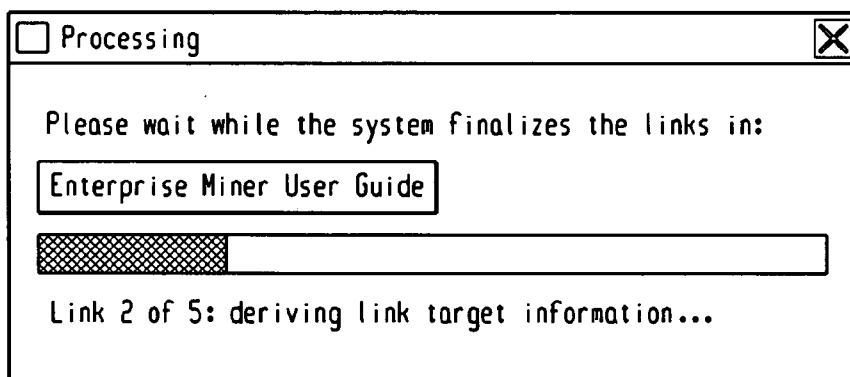 Processing
Please wait while the system finalizes the links in:
Enterprise Miner User Guide
Link 2 of 5: deriving link target information...